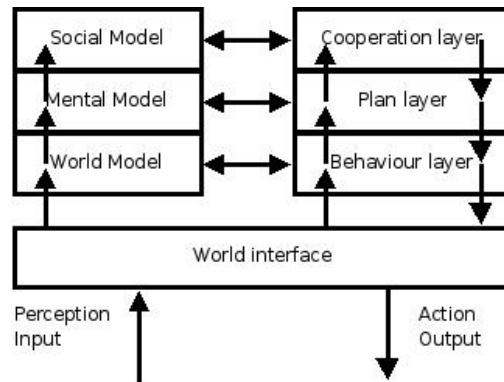 Social Model
Cooperation layer
Mental Model
Plan layer
World Model
Behaviour layer
World interface
Perception
Input
Action
Output